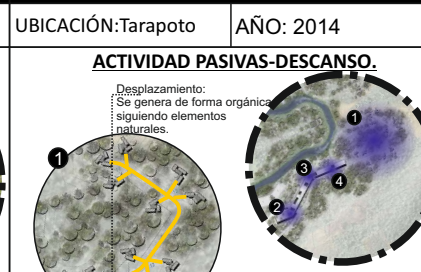 UBICACIÓN:Tarapoto AÑO: 2014
ACTIVIDAD PASIVAS-DESCANSO.
Desplazamiento:
Se genera de forma orgánica
siguiendo elementos
naturales.
1
1
3
4
2